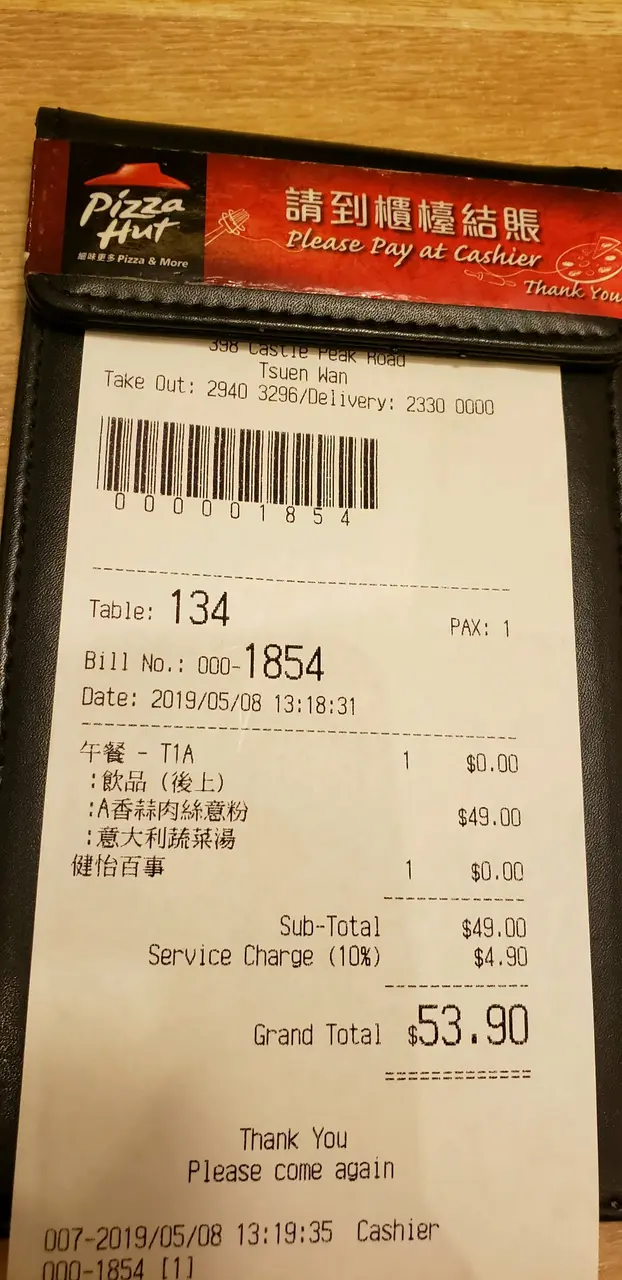 Pizza
Hut
細味更多 Pizza & More
請到櫃檯結賬
Please Pay at Cashier
Thank You
398 Castle Peak Road
Tsuen Wan
Take Out: 2940 3296/Delivery: 2330 0000
000001854
Table: 134 PAX: 1
Bill No.: 000-1854
Date: 2019/05/08 13:18:31
午餐 - T1A 1 $0.00
:飲品 (後上)
:A香蒜肉絲意粉 $49.00
:意大利蔬菜湯
健怡百事 1 $0.00
Sub-Total $49.00
Service Charge (10%) $4.90
Grand Total $53.90
Thank You
Please come again
007-2019/05/08 13:19:35 Cashier
000-1854 [1]